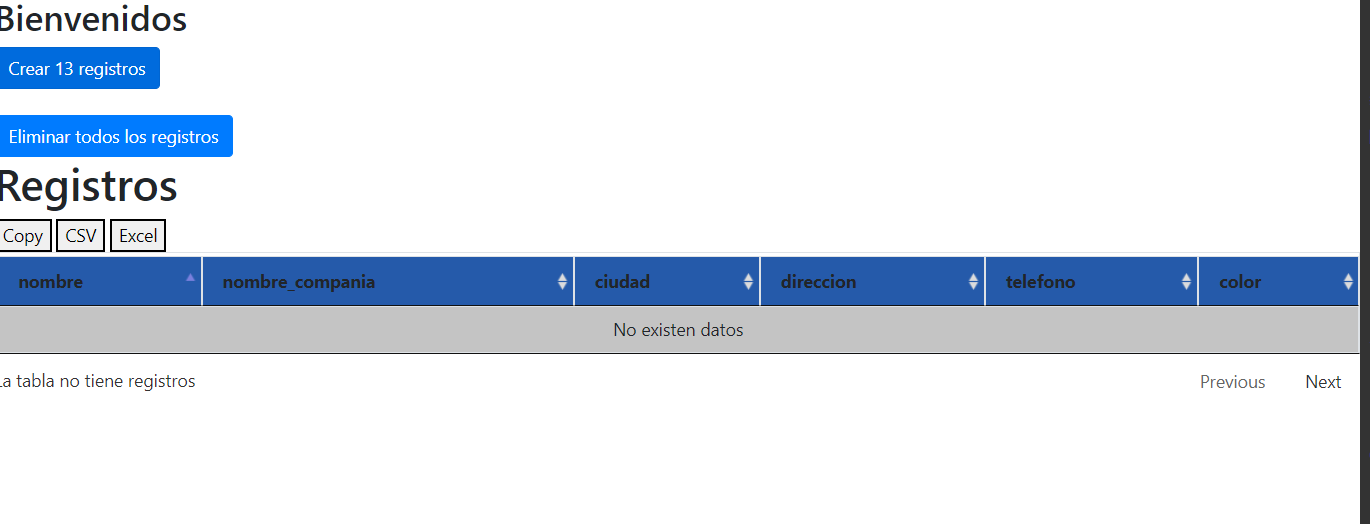 Bienvenidos
Crear 13 registros
Eliminar todos los registros
Registros
Copy CSV Excel
nombre nombre_compania ciudad direccion telefono color
No existen datos
La tabla no tiene registros Previous Next